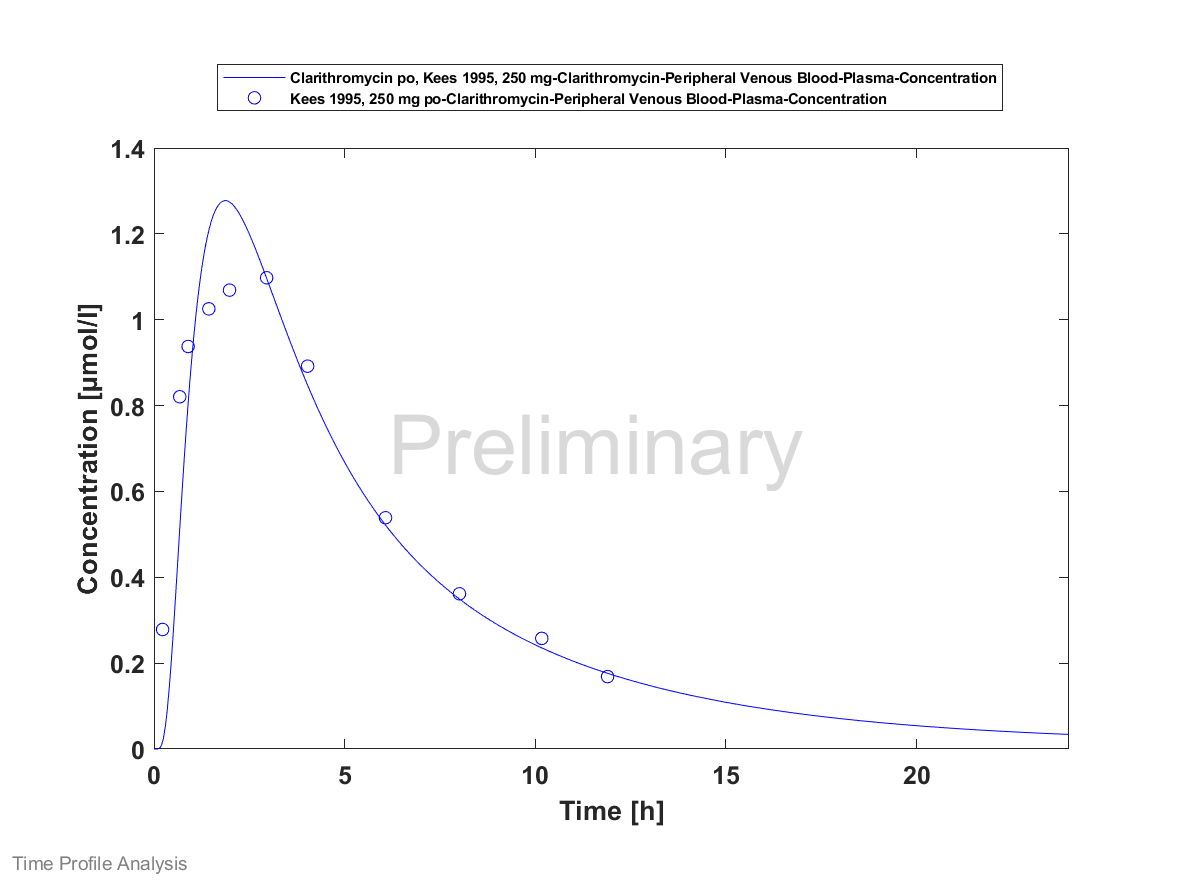 Clarithromycin po, Kees 1995, 250 mg-Clarithromycin-Peripheral Venous Blood-Plasma-Concentration
Kees 1995, 250 mg po-Clarithromycin-Peripheral Venous Blood-Plasma-Concentration
1.4
1.2
1
0.8
0.6
0.4
0.2
0
Concentration [µmol/l]
Preliminary
0 5 10 15 20
Time [h]
Time Profile Analysis